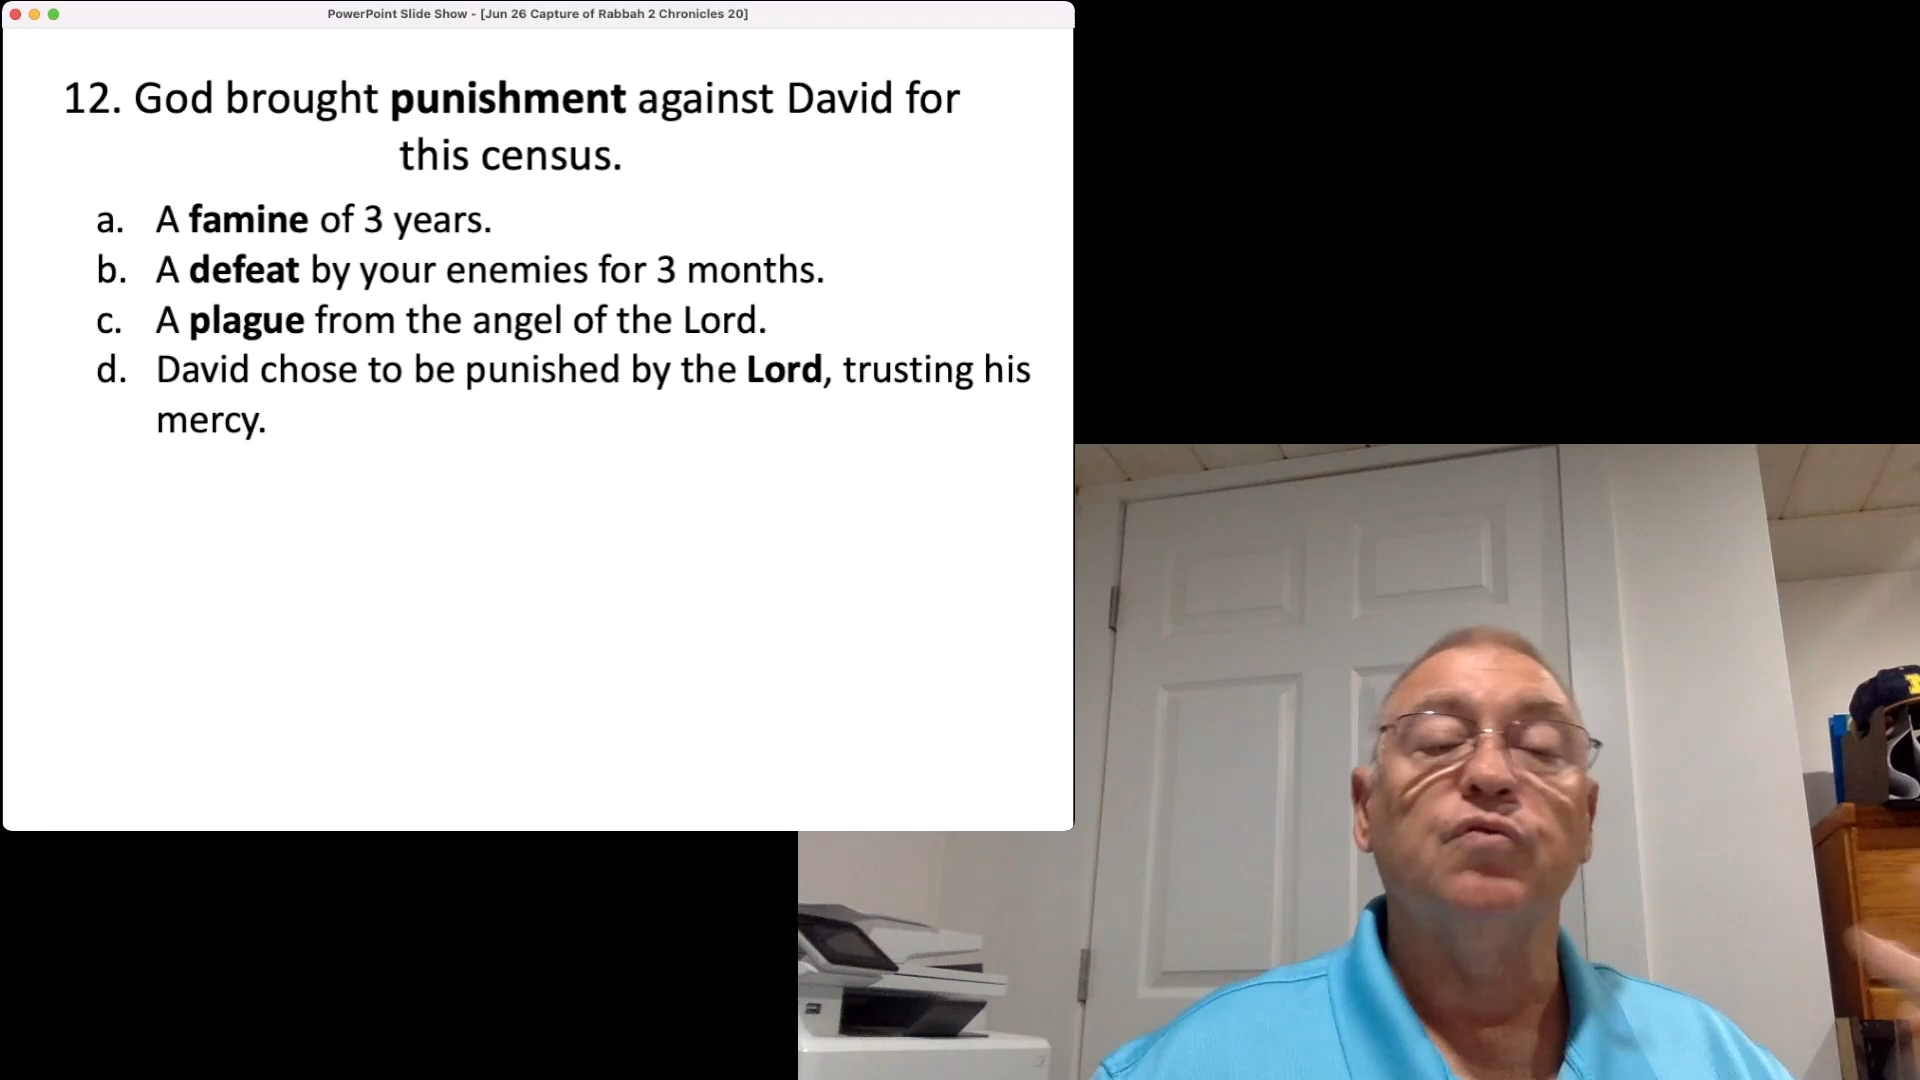 PowerPoint Slide Show - [Jun 26 Capture of Rabbah 2 Chronicles 20]
12. God brought punishment against David for
this census.
a. A famine of 3 years.
b. A defeat by your enemies for 3 months.
c. A plague from the angel of the Lord.
d. David chose to be punished by the Lord, trusting his
mercy.